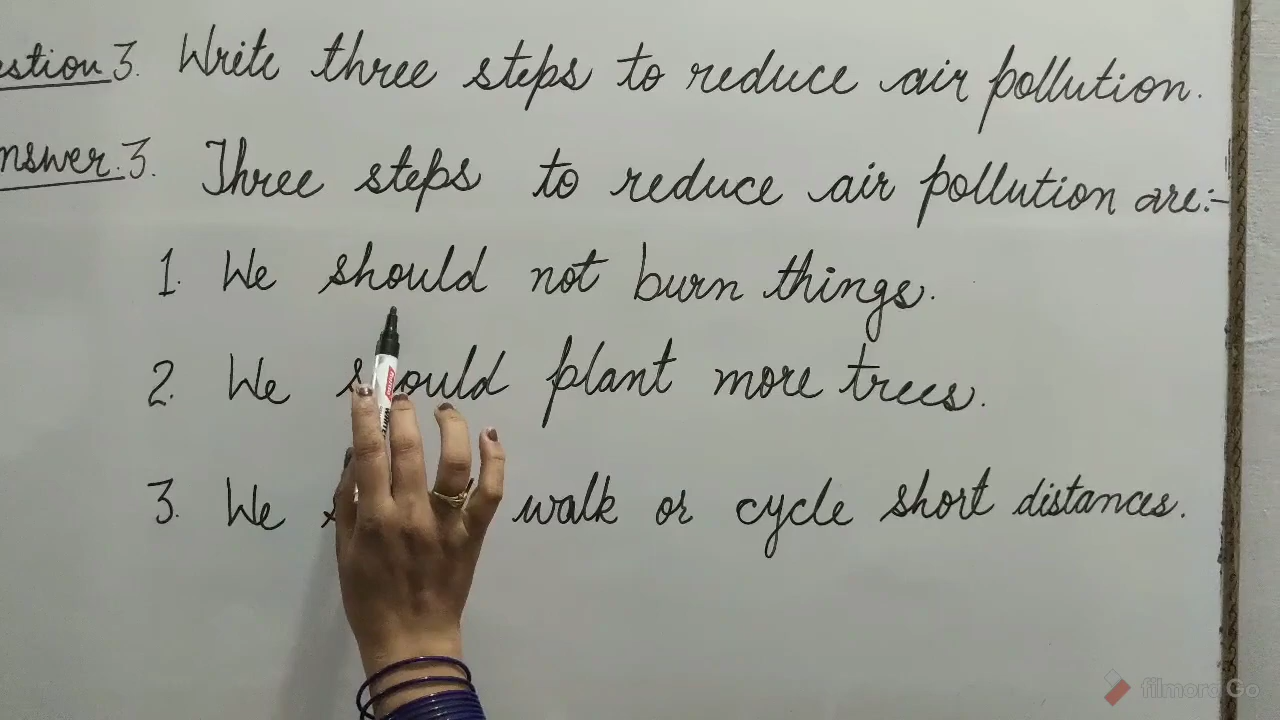 estion 3. Write three steps to reduce air pollution.
nswer.3. Three steps to reduce air pollution are:-
1. We should not burn things.
2. We should plant more trees.
3. We s walk or cycle short distances.
filmora Go